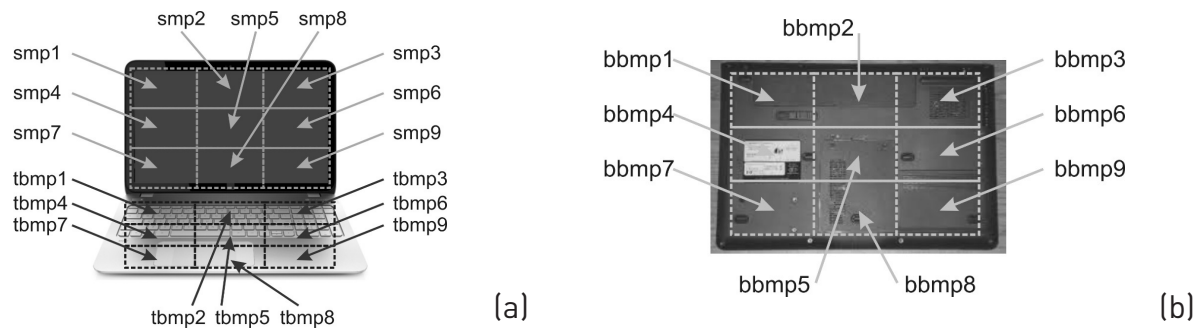 smp2 smp5 smp8
smp1 smp3
smp4 smp6
smp7 smp9
tbmp1 tbmp3
tbmp4 tbmp6
tbmp7 tbmp9
tbmp2 tbmp5 tbmp8
(a)
bbmp2
bbmp1 bbmp3
bbmp4 bbmp6
bbmp7 bbmp9
bbmp5 bbmp8
(b)